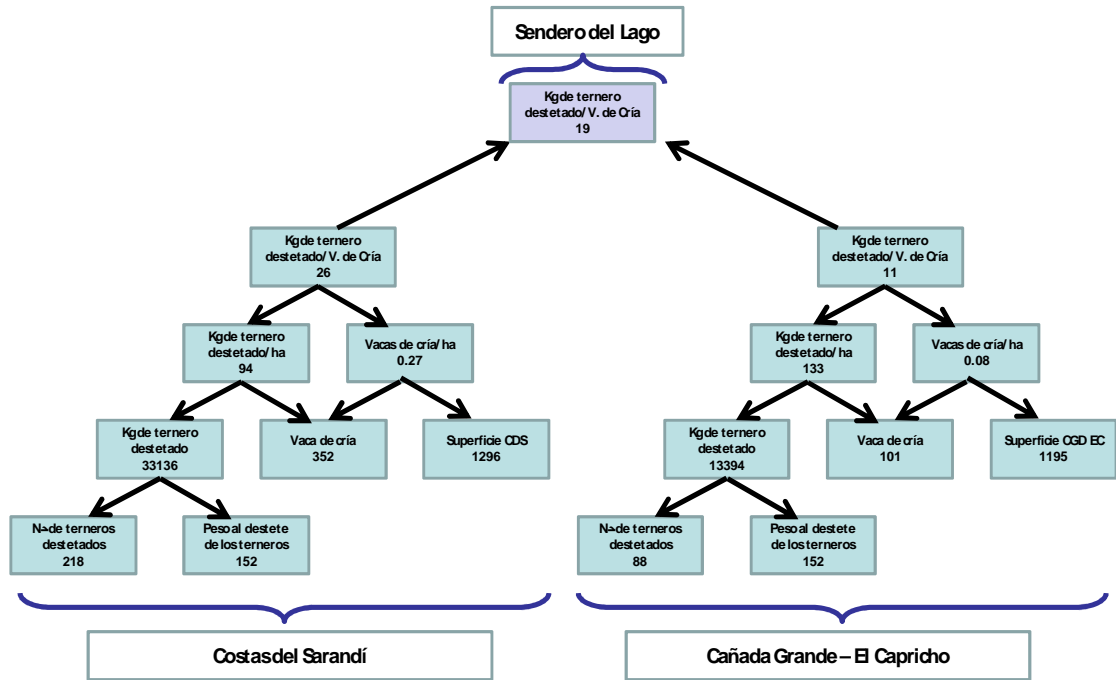 Sendero del Lago
Kg de ternero
destetado/ V. de Cría
19
Kg de ternero
destetado/ V. de Cría
26
Kg de ternero
destetado/ V. de Cría
11
Kg de ternero
destetado/ ha
94
Vacas de cría/ ha
0.27
Kg de ternero
destetado/ ha
133
Vacas de cría/ ha
0.08
Kg de ternero
destetado
33136
Vaca de cría
352
Superficie CDS
1296
Kg de ternero
destetado
13394
Vaca de cría
101
Superficie CGD EC
1195
N° de terneros
destetados
218
Peso al destete
de los terneros
152
N° de terneros
destetados
88
Peso al destete
de los terneros
152
Costas del Sarandí
Cañada Grande – El Capricho